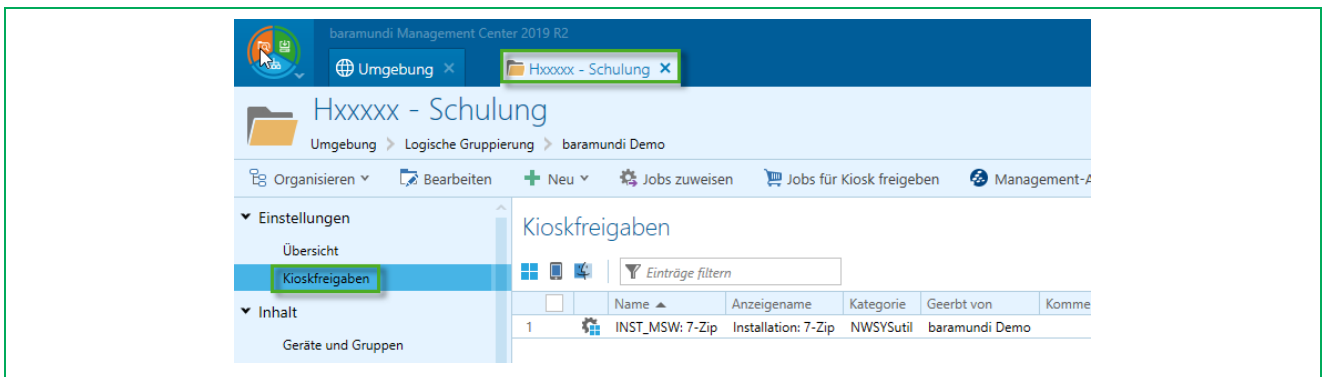 baramundi Management Center 2019 R2
Umgebung
Hxxxxx - Schulung
Hxxxxx - Schulung
Umgebung > Logische Gruppierung > baramundi Demo
Organisieren Bearbeiten Neu Jobs zuweisen Jobs für Kiosk freigeben Management-A
Einstellungen
Übersicht
Kioskfreigaben
Inhalt
Geräte und Gruppen
Kioskfreigaben
Einträge filtern
Name Anzeigename Kategorie Geerbt von Komme
1 INST_MSW: 7-Zip Installation: 7-Zip NWSYSutil baramundi Demo